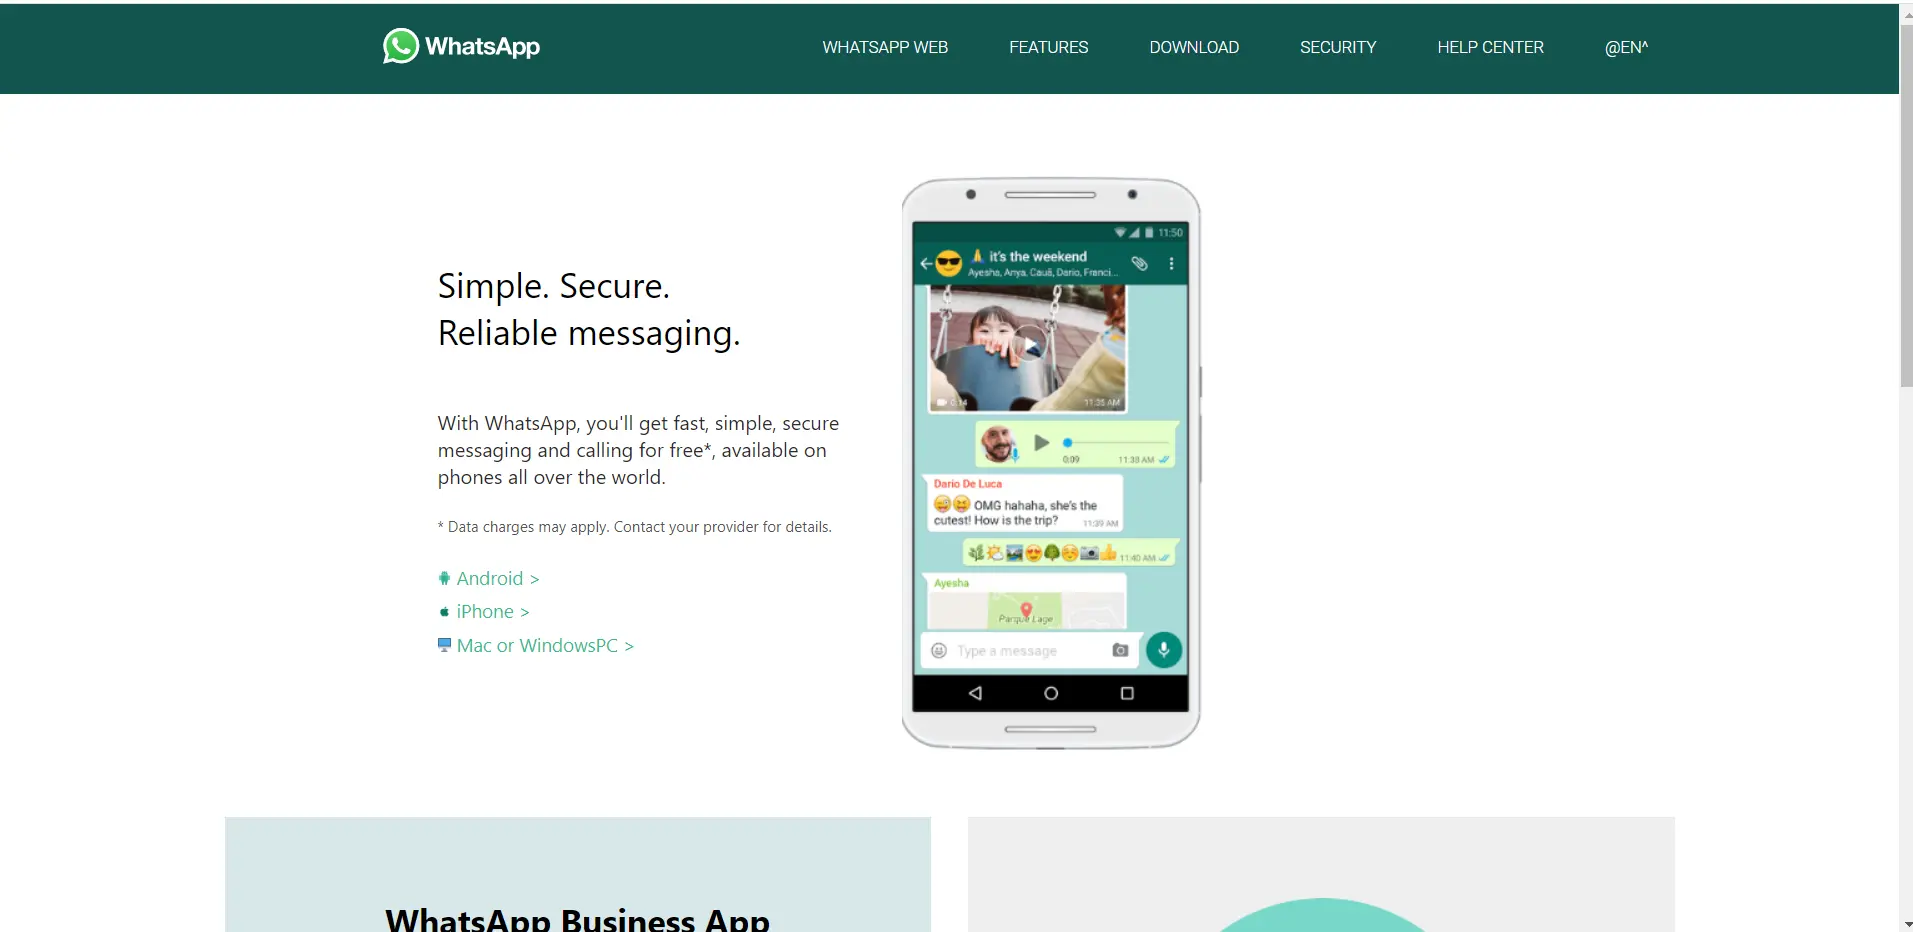 WhatsApp
WHATSAPP WEB
FEATURES
DOWNLOAD
SECURITY
HELP CENTER
@EN^
Simple. Secure.
Reliable messaging.
With WhatsApp, you'll get fast, simple, secure
messaging and calling for free*, available on
phones all over the world.
* Data charges may apply. Contact your provider for details.
Android >
iPhone >
Mac or WindowsPC >
11:50
🙏 it's the weekend
Ayesha, Anya, Cauã, Dario, Franci...
0:14
11:35 AM
0:09
11:38 AM
Dario De Luca
😜😝 OMG hahaha, she's the
cutest! How is the trip?
11:39 AM
🌿🌤🏞😍🌳☺📷👍 11:40 AM
Ayesha
Parque Lage
Type a message
WhatsApp Business App